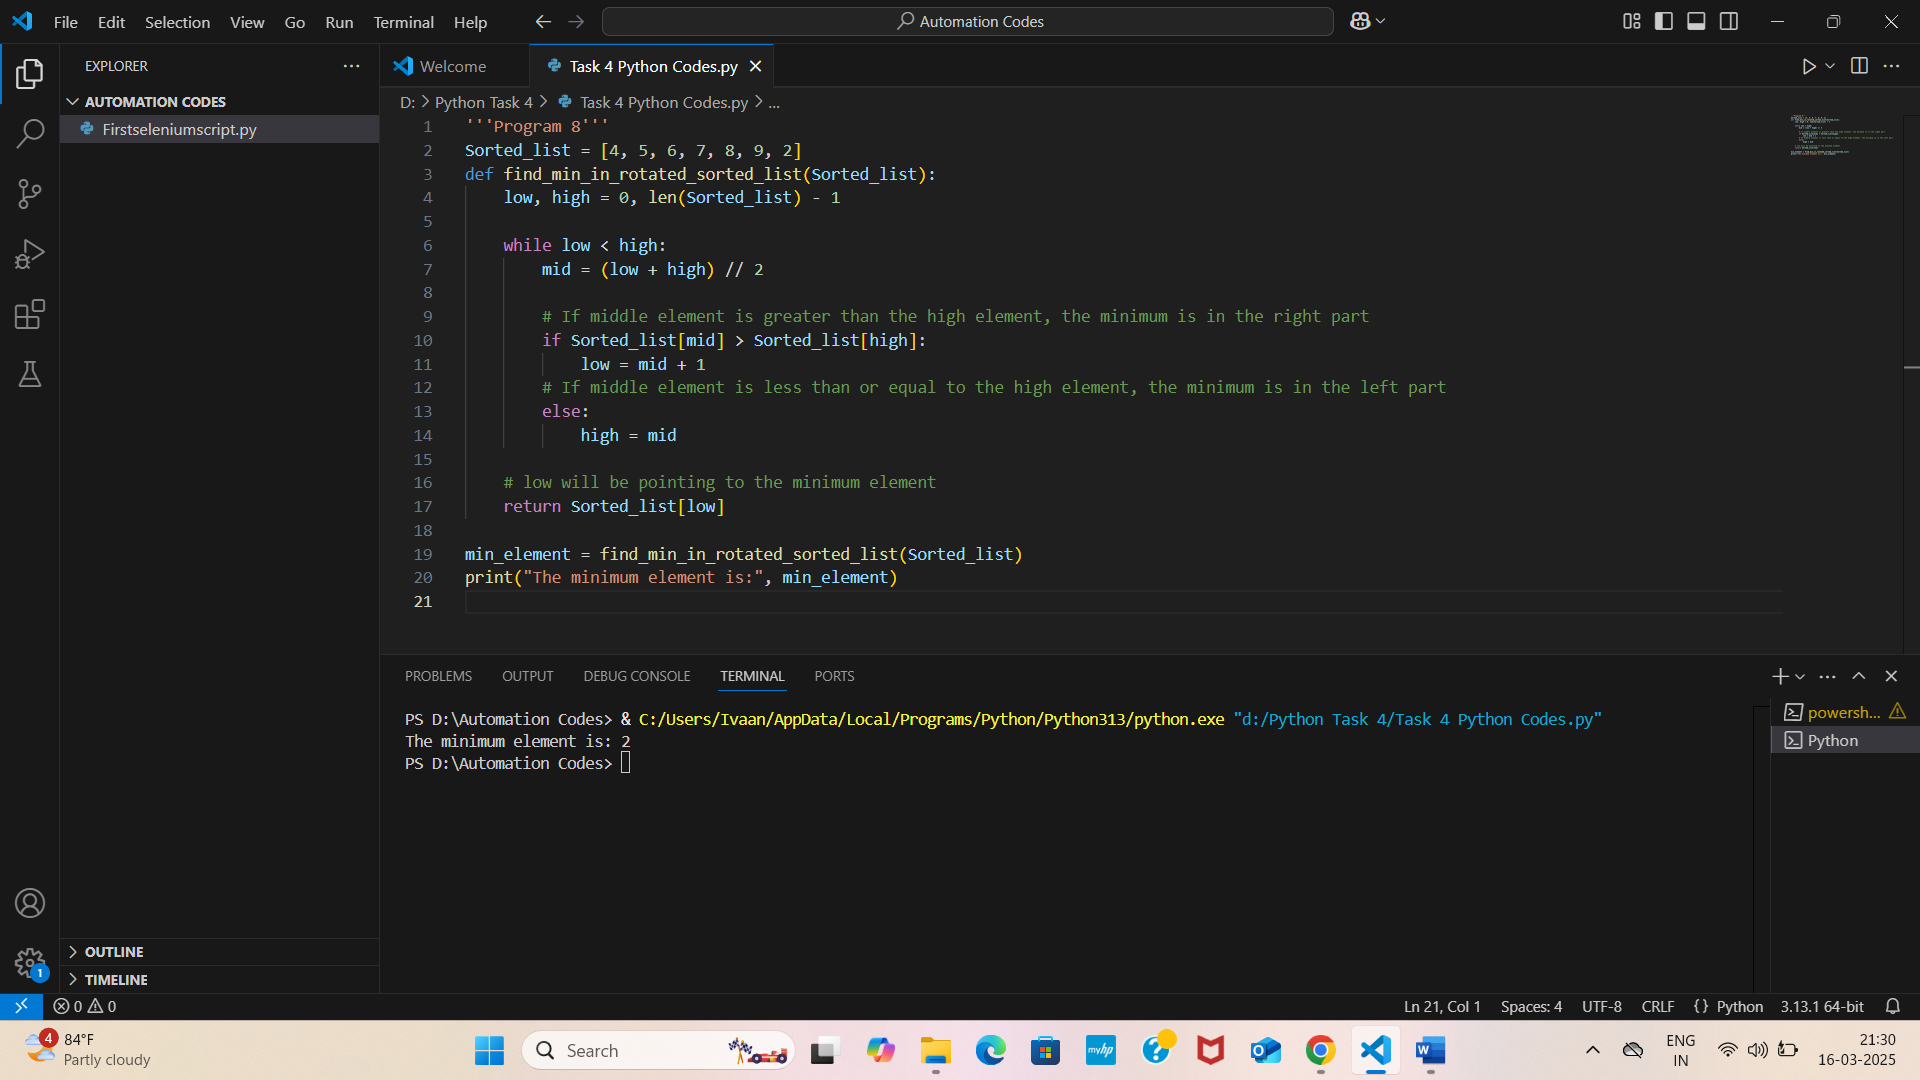 File Edit Selection View Go Run Terminal Help
Automation Codes
EXPLORER
AUTOMATION CODES
Firstseleniumscript.py
OUTLINE
TIMELINE
1
Welcome
Task 4 Python Codes.py
D: > Python Task 4 > Task 4 Python Codes.py > ...
1 '''Program 8'''
2 Sorted_list = [4, 5, 6, 7, 8, 9, 2]
3 def find_min_in_rotated_sorted_list(Sorted_list):
4     low, high = 0, len(Sorted_list) - 1
5
6     while low < high:
7         mid = (low + high) // 2
8
9         # If middle element is greater than the high element, the minimum is in the right part
10         if Sorted_list[mid] > Sorted_list[high]:
11             low = mid + 1
12         # If middle element is less than or equal to the high element, the minimum is in the left part
13         else:
14             high = mid
15
16     # low will be pointing to the minimum element
17     return Sorted_list[low]
18
19 min_element = find_min_in_rotated_sorted_list(Sorted_list)
20 print("The minimum element is:", min_element)
21
PROBLEMS OUTPUT DEBUG CONSOLE TERMINAL PORTS
PS D:\Automation Codes> & C:/Users/Ivaan/AppData/Local/Programs/Python/Python313/python.exe "d:/Python Task 4/Task 4 Python Codes.py"
The minimum element is: 2
PS D:\Automation Codes>
powersh...
Python
0 0
Ln 21, Col 1 Spaces: 4 UTF-8 CRLF {} Python 3.13.1 64-bit
4
84°F
Partly cloudy
Search
myhp
ENG
IN
21:30
16-03-2025